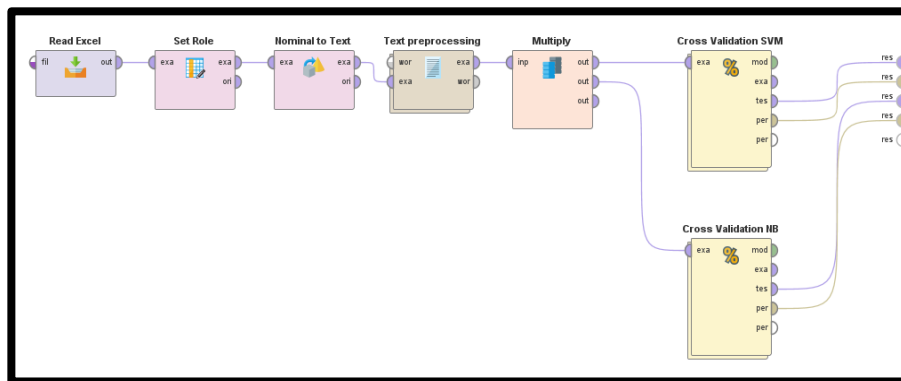 Read Excel
fil
out
Set Role
exa
exa
ori
Nominal to Text
exa
exa
ori
Text preprocessing
wor
exa
exa
wor
Multiply
inp
out
out
out
Cross Validation SVM
exa
mod
exa
tes
per
per
res
res
res
res
res
Cross Validation NB
exa
mod
exa
tes
per
per